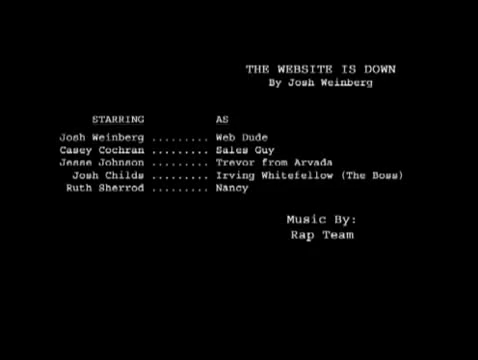 THE WEBSITE IS DOWN
By Josh Weinberg
STARRING AS
Josh Weinberg ......... Web Dude
Casey Cochran ......... Sales Guy
Jesse Johnson ......... Trevor from Arvada
Josh Childs ......... Irving Whitefellow (The Boss)
Ruth Sherrod ......... Nancy
Music By:
Rap Team